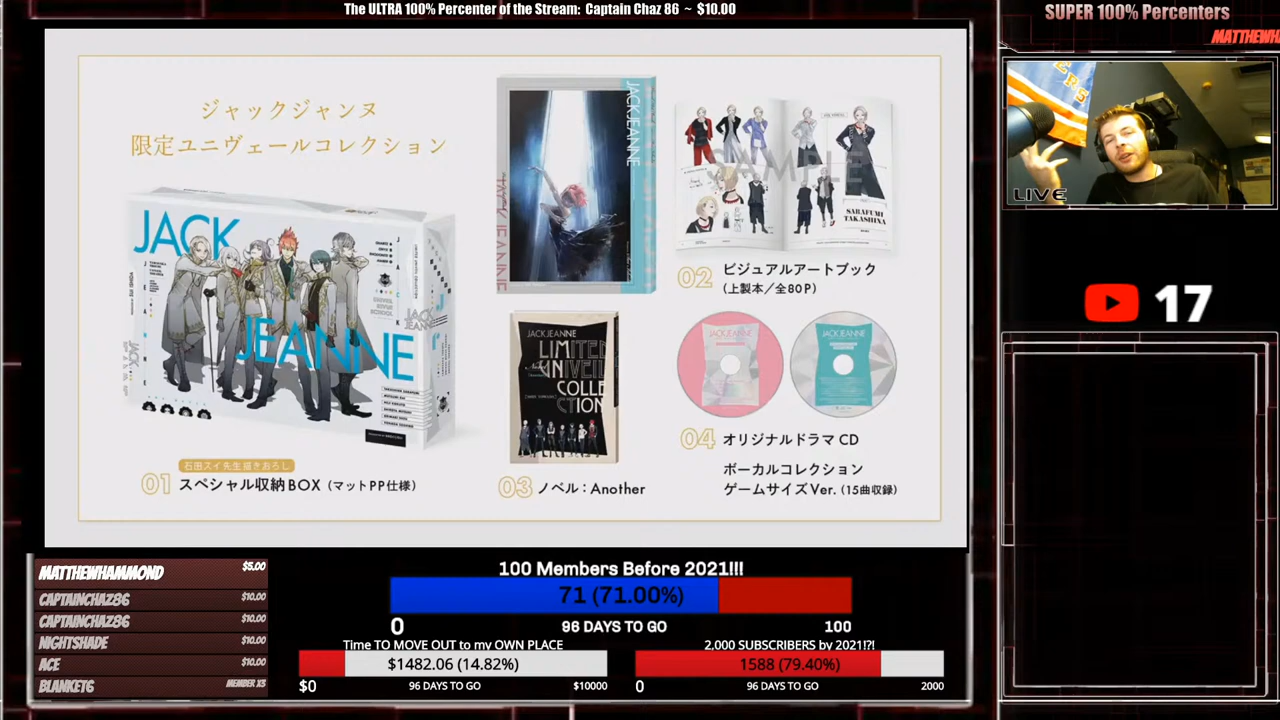 The ULTRA 100% Percenter of the Stream: Captain Chaz 86 ~ $10.00
SUPER 100% Percenters
MATTHEWHA
ジャックジャンヌ
限定ユニヴェールコレクション
JACK
JEANNE
JACKJEANNE
JACKJEANNE
SAMPLE
SARAFUMI
TAKASHINA
LIVE
02 ビジュアルアートブック
(上製本/全80P)
17
JACKJEANNE
LIMITED
UNIVEIL
COLLE
CTION
JACKJEANNE
JACKJEANNE
石田スイ先生描きおろし
01 スペシャル収納BOX (マットPP仕様)
03 ノベル:Another
04 オリジナルドラマ CD
ボーカルコレクション
ゲームサイズVer. (15曲収録)
MATTHEWHAMMOND $5.00
CAPTAINCHAZ86 $10.00
CAPTAINCHAZ86 $10.00
NIGHTSHADE $10.00
ACE $10.00
BLANKET6 MEMBER X3
100 Members Before 2021!!!
71 (71.00%)
0 96 DAYS TO GO 100
Time TO MOVE OUT to my OWN PLACE
$1482.06 (14.82%)
$0 96 DAYS TO GO $10000
2,000 SUBSCRIBERS by 2021!?!
1588 (79.40%)
0 96 DAYS TO GO 2000